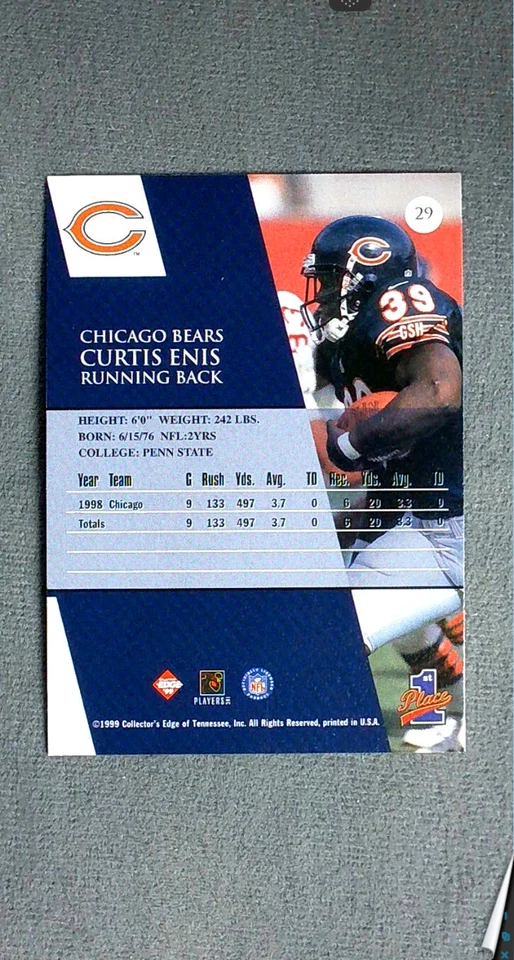 29
39
GSH
CHICAGO BEARS
CURTIS ENIS
RUNNING BACK
HEIGHT: 6'0" WEIGHT: 242 LBS.
BORN: 6/15/76 NFL:2YRS
COLLEGE: PENN STATE
Year Team G Rush Yds. Avg. TD Rec. Yds. Avg. TD
1998 Chicago 9 133 497 3.7 0 6 20 3.3 0
Totals 9 133 497 3.7 0 6 20 3.3 0
EDGE
PLAYERS INC
NFL
1st
Place
©1999 Collector's Edge of Tennessee, Inc. All Rights Reserved, printed in U.S.A.